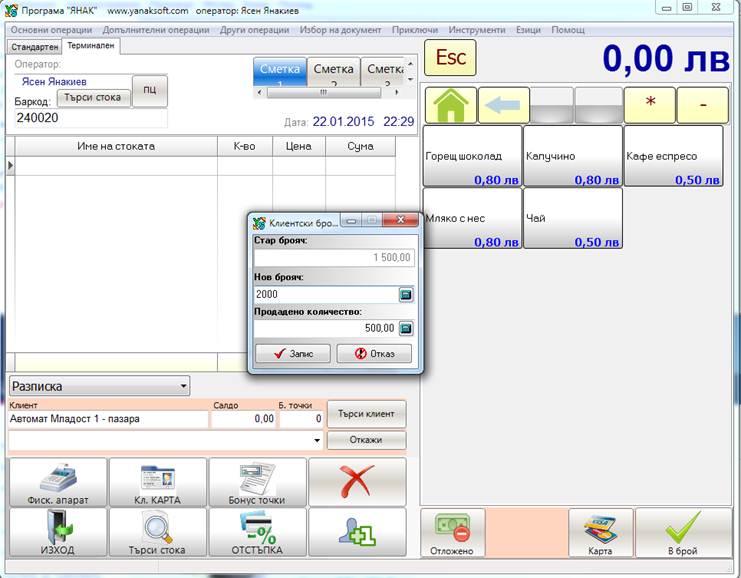 Програма "ЯНАК" www.yanaksoft.com оператор: Ясен Янакиев
Основни операции Допълнителни операции Други операции Избор на документ Приключи Инструменти Езици Помощ
Стандартен Терминален
Оператор:
Ясен Янакиев
Баркод: Търси стока ПЦ
240020
Сметка 1 Сметка 2 Сметка 3
Дата: 22.01.2015 22:29
Esc 0,00 лв
* -
Име на стоката К-во Цена Сума
Горещ шоколад Капучино Кафе еспресо
0,80 лв 0,80 лв 0,50 лв
Мляко с нес Чай
0,80 лв 0,50 лв
Клиентски бро...
Стар брояч:
1 500,00
Нов брояч:
2000
Продадено количество:
500,00
Запис Отказ
Разписка
Клиент Салдо Б. точки
Автомат Младост 1 - пазара 0,00 0 Търси клиент
Откажи
Фиск. апарат Кл. КАРТА Бонус точки
ИЗХОД Търси стока ОТСТЪПКА +1
Отложено Карта В брой